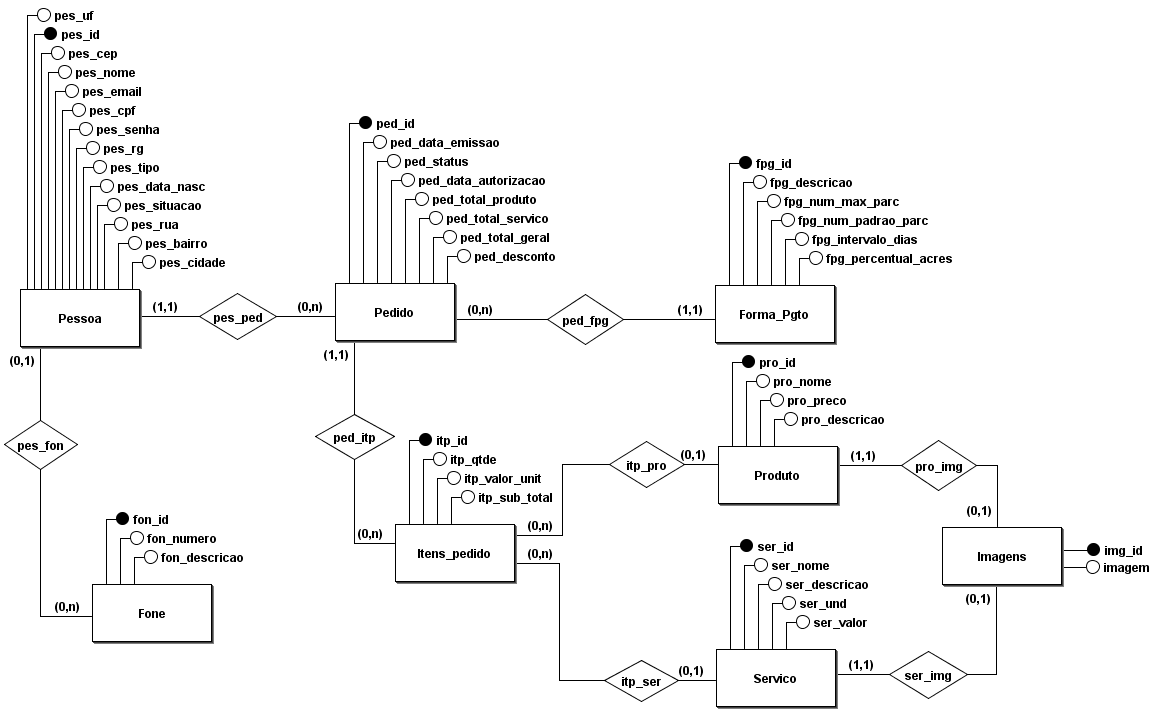 pes_uf
pes_id
pes_cep
pes_nome
pes_email
pes_cpf
pes_senha
pes_rg
pes_tipo
pes_data_nasc
pes_situacao
pes_rua
pes_bairro
pes_cidade
Pessoa
(1,1)
pes_ped
(0,n)
ped_id
ped_data_emissao
ped_status
ped_data_autorizacao
ped_total_produto
ped_total_servico
ped_total_geral
ped_desconto
Pedido
(0,n)
ped_fpg
(1,1)
fpg_id
fpg_descricao
fpg_num_max_parc
fpg_num_padrao_parc
fpg_intervalo_dias
fpg_percentual_acres
Forma_Pgto
(0,1)
pes_fon
(0,n)
fon_id
fon_numero
fon_descricao
Fone
(1,1)
ped_itp
(0,n)
itp_id
itp_qtde
itp_valor_unit
itp_sub_total
Itens_pedido
(0,n)
(0,n)
itp_pro
(0,1)
pro_id
pro_nome
pro_preco
pro_descricao
Produto
(1,1)
pro_img
(0,1)
Imagens
img_id
imagem
(0,1)
itp_ser
(0,1)
ser_id
ser_nome
ser_descricao
ser_und
ser_valor
Servico
(1,1)
ser_img